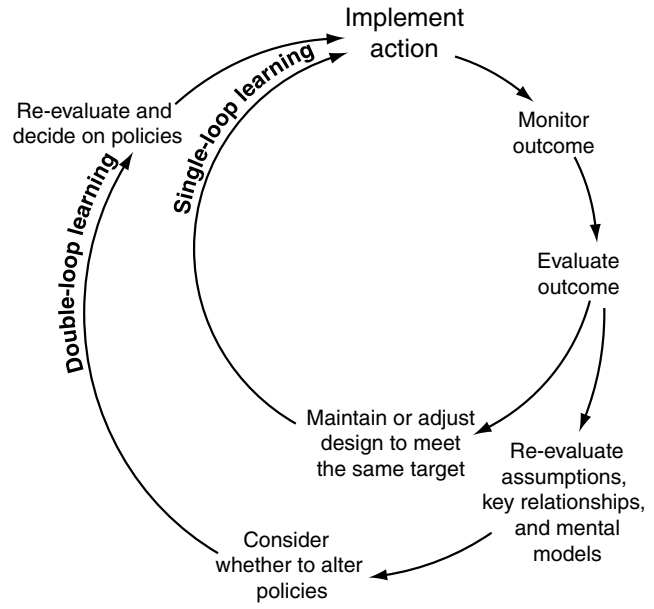 Implement
action
Monitor
outcome
Evaluate
outcome
Re-evaluate
assumptions,
key relationships,
and mental
models
Consider
whether to alter
policies
Maintain or adjust
design to meet
the same target
Re-evaluate and
decide on policies
Single-loop learning
Double-loop learning